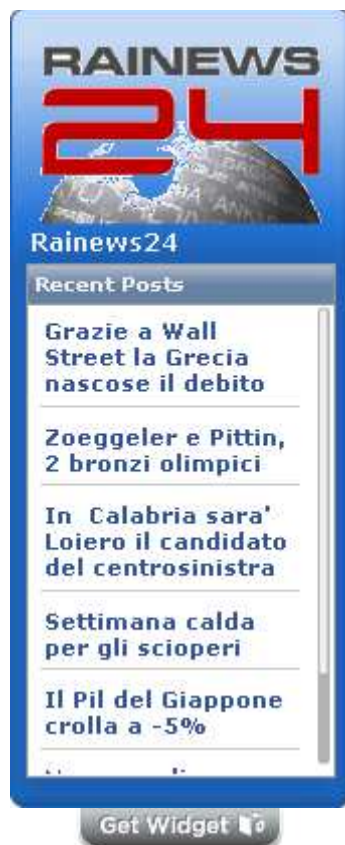 RAINEWS
24
Rainews24
Recent Posts
Grazie a Wall
Street la Grecia
nascose il debito
Zoeggeler e Pittin,
2 bronzi olimpici
In  Calabria sara'
Loiero il candidato
del centrosinistra
Settimana calda
per gli scioperi
Il Pil del Giappone
crolla a -5%
Get Widget